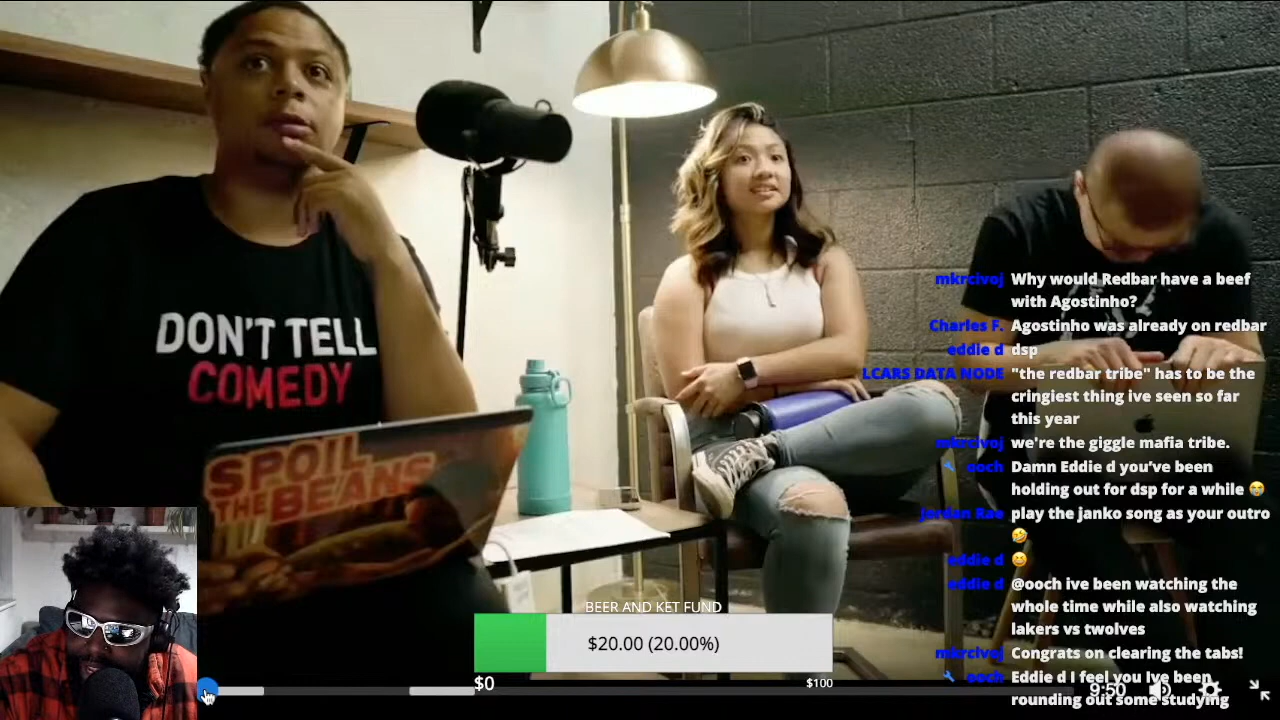 DON'T TELL
COMEDY
SPOIL
THE BEANS
mkrcivoj Why would Redbar have a beef
with Agostinho?
Charles F. Agostinho was already on redbar
eddie d dsp
LCARS DATA NODE "the redbar tribe" has to be the
cringiest thing ive seen so far
this year
mkrcivoj we're the giggle mafia tribe.
ooch Damn Eddie d you've been
holding out for dsp for a while 😭
Jordan Rae play the janko song as your outro
🤣
eddie d 😆
eddie d @ooch ive been watching the
whole time while also watching
lakers vs twolves
mkrcivoj Congrats on clearing the tabs!
ooch Eddie d I feel you Ive been
rounding out some studying
BEER AND KET FUND
$20.00 (20.00%)
$0
$100
9:50